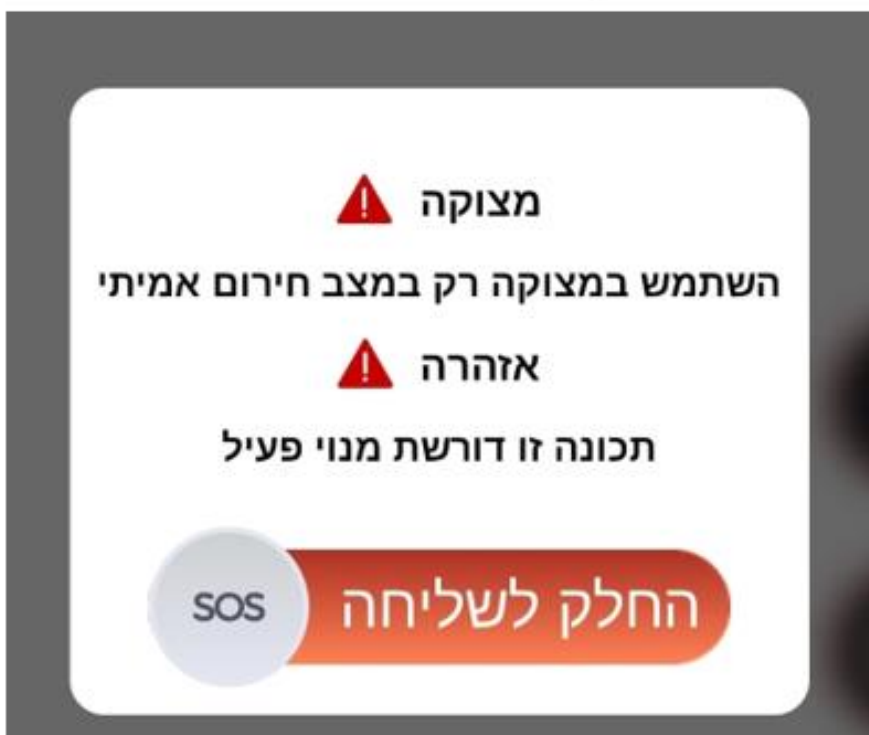 מצוקה
השתמש במצוקה רק במצב חירום אמיתי
אזהרה
תכונה זו דורשת מנוי פעיל
החלק לשליחה
SOS